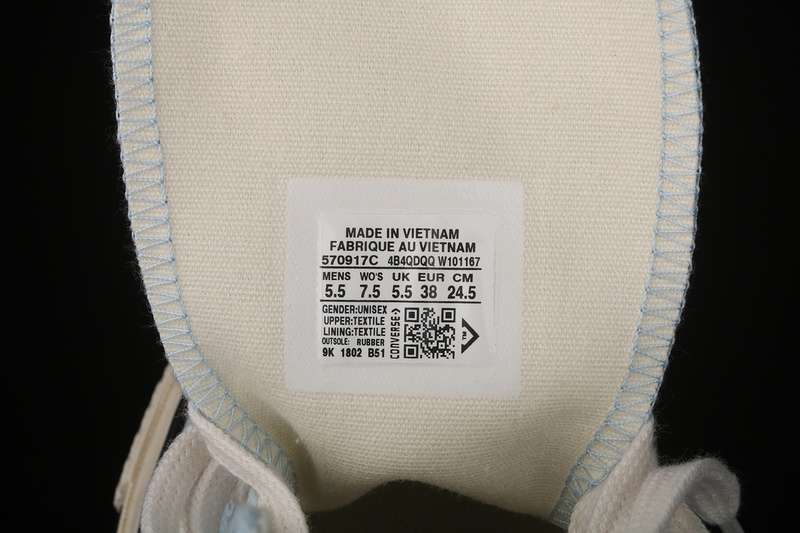 MADE IN VIETNAM
FABRIQUE AU VIETNAM
570917C 4B4QDQQ W101167
MENS WO'S UK EUR CM
5.5 7.5 5.5 38 24.5
GENDER:UNISEX
UPPER:TEXTILE
LINING:TEXTILE
OUTSOLE: RUBBER
9K 1802 B51
CONVERSE